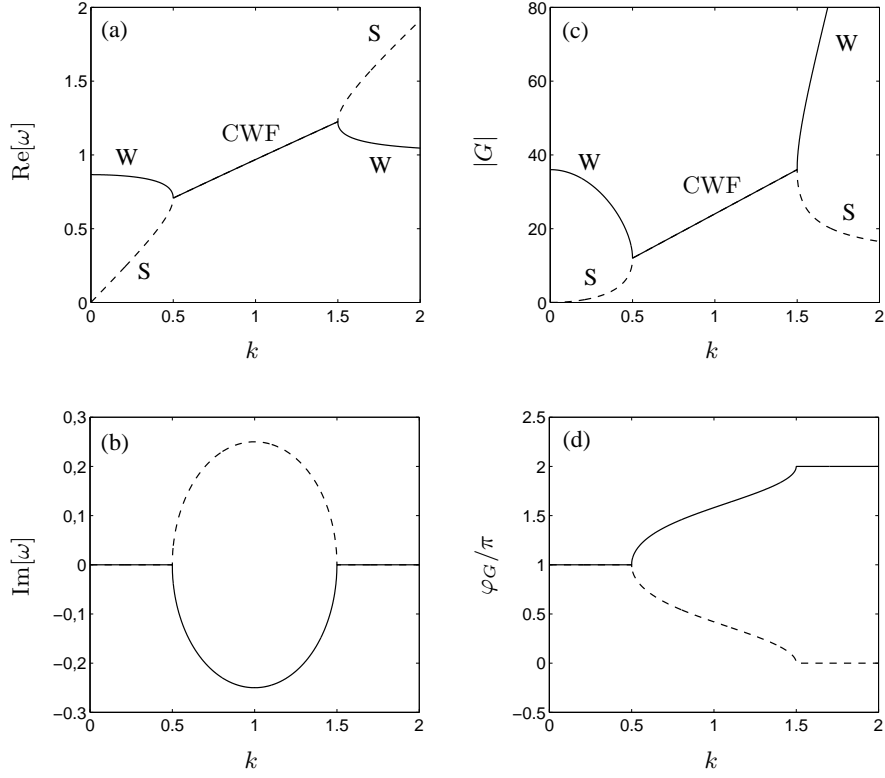 (a)
Re[ω]
2
1.5
1
0.5
0
W
S
CWF
S
W
0 0.5 1 1.5 2
k
(c)
|G|
80
60
40
20
0
W
S
CWF
W
S
0 0.5 1 1.5 2
k
(b)
Im[ω]
0,3
0,2
0,1
0
−0,1
−0,2
−0.3
0 0.5 1 1.5 2
k
(d)
φG/π
2.5
2
1.5
1
0.5
0
−0.5
0 0.5 1 1.5 2
k